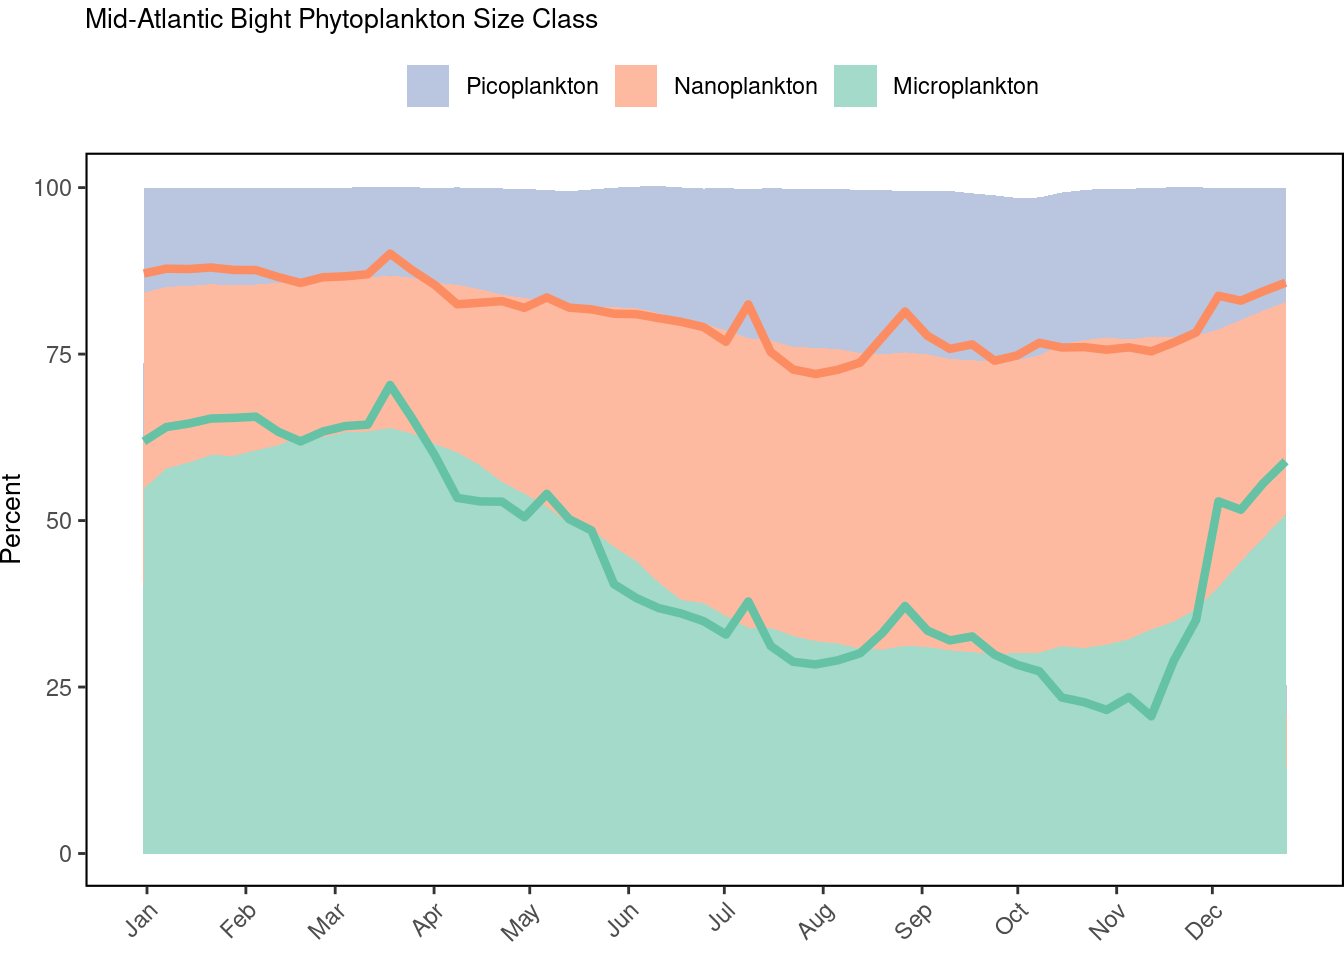 Mid-Atlantic Bight Phytoplankton Size Class
Picoplankton Nanoplankton Microplankton
100
75
50
25
0
Percent
Jan Feb Mar Apr May Jun Jul Aug Sep Oct Nov Dec